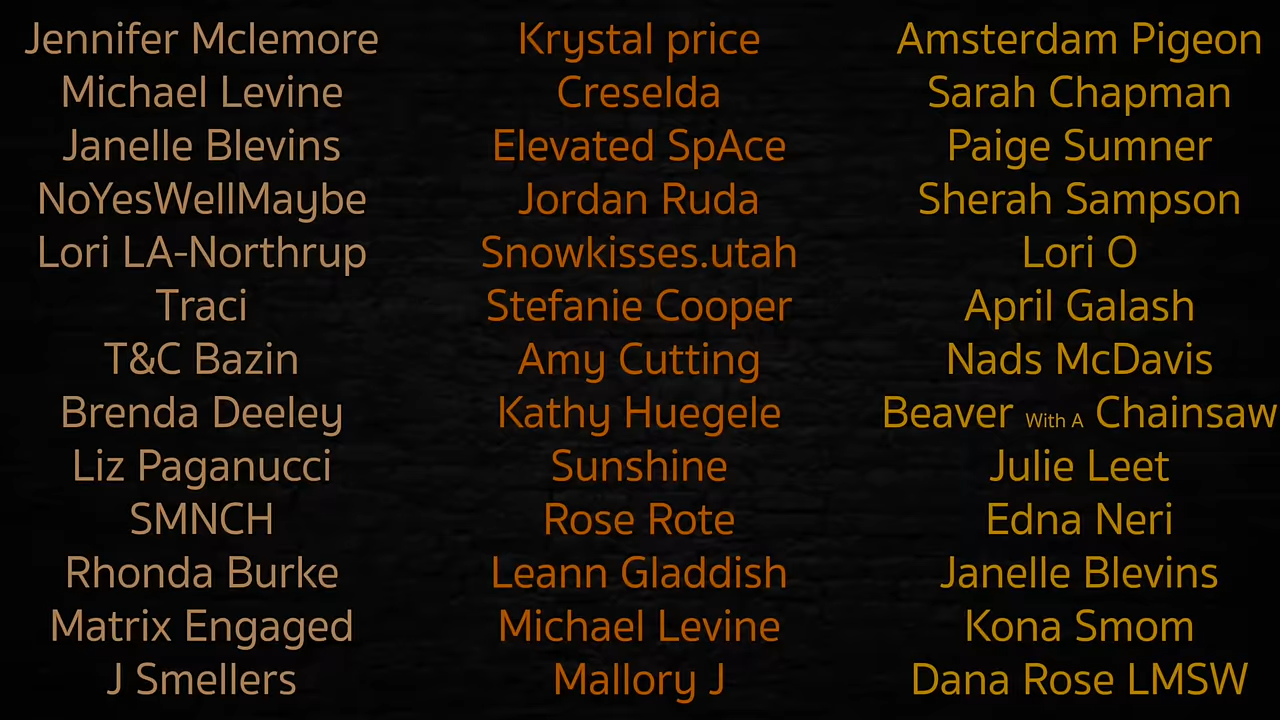 Jennifer Mclemore
Michael Levine
Janelle Blevins
NoYesWellMaybe
Lori LA-Northrup
Traci
T&C Bazin
Brenda Deeley
Liz Paganucci
SMNCH
Rhonda Burke
Matrix Engaged
J Smellers
Krystal price
Creselda
Elevated SpAce
Jordan Ruda
Snowkisses.utah
Stefanie Cooper
Amy Cutting
Kathy Huegele
Sunshine
Rose Rote
Leann Gladdish
Michael Levine
Mallory J
Amsterdam Pigeon
Sarah Chapman
Paige Sumner
Sherah Sampson
Lori O
April Galash
Nads McDavis
Beaver With A Chainsaw
Julie Leet
Edna Neri
Janelle Blevins
Kona Smom
Dana Rose LMSW